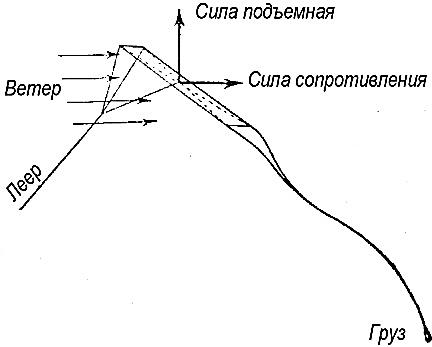 Сила подъемная
Ветер
Сила сопротивления
Леер
Груз